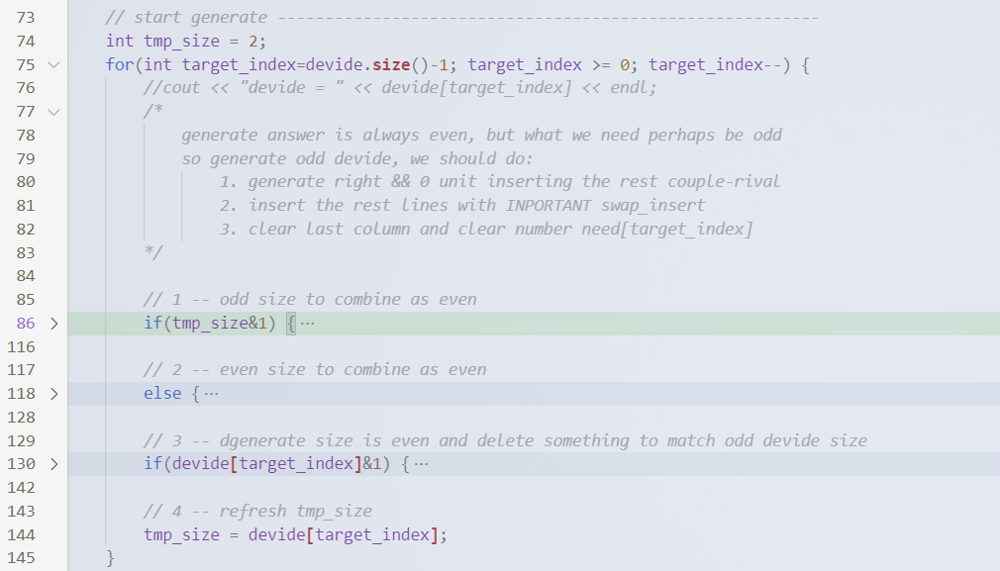 73 // start generate ---------------------------------------------------------
74 int tmp_size = 2;
75 for(int target_index=devide.size()-1; target_index >= 0; target_index--) {
76 //cout << "devide = " << devide[target_index] << endl;
77 /*
78 generate answer is always even, but what we need perhaps be odd
79 so generate odd devide, we should do:
80 1. generate right && 0 unit inserting the rest couple-rival
81 2. insert the rest lines with INPORTANT swap_insert
82 3. clear last column and clear number need[target_index]
83 */
84
85 // 1 -- odd size to combine as even
86 if(tmp_size&1) {···
116
117 // 2 -- even size to combine as even
118 else {···
128
129 // 3 -- dgenerate size is even and delete something to match odd devide size
130 if(devide[target_index]&1) {···
142
143 // 4 -- refresh tmp_size
144 tmp_size = devide[target_index];
145 }